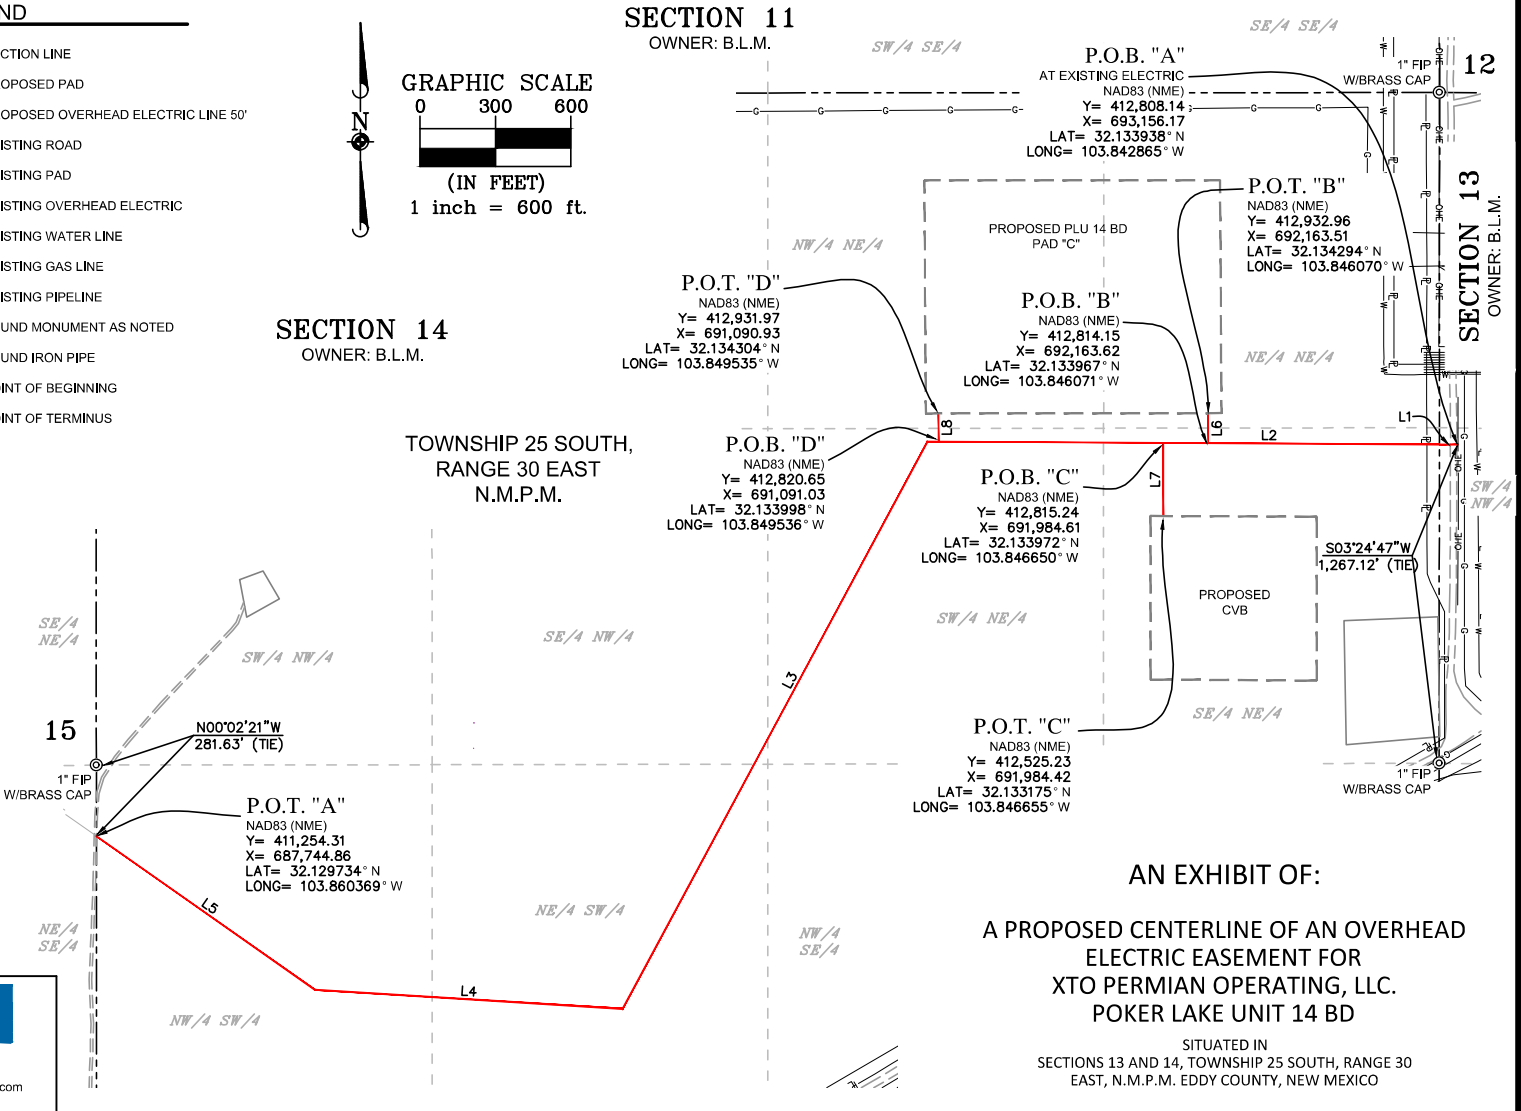 ND
CTION LINE
OPOSED PAD
OPOSED OVERHEAD ELECTRIC LINE 50'
ISTING ROAD
ISTING PAD
ISTING OVERHEAD ELECTRIC
ISTING WATER LINE
ISTING GAS LINE
ISTING PIPELINE
UND MONUMENT AS NOTED
UND IRON PIPE
INT OF BEGINNING
INT OF TERMINUS
N
GRAPHIC SCALE
0 300 600
(IN FEET)
1 inch = 600 ft.
SECTION 11
OWNER: B.L.M.
SW/4 SE/4
SE/4 SE/4
P.O.B. "A"
AT EXISTING ELECTRIC
NAD83 (NME)
Y= 412,808.14
X= 693,156.17
LAT= 32.133938° N
LONG= 103.842865° W
1" FIP
W/BRASS CAP
12
SECTION 13
OWNER: B.L.M.
P.O.T. "B"
NAD83 (NME)
Y= 412,932.96
X= 692,163.51
LAT= 32.134294° N
LONG= 103.846070° W
PROPOSED PLU 14 BD
PAD "C"
NW/4 NE/4
P.O.T. "D"
NAD83 (NME)
Y= 412,931.97
X= 691,090.93
LAT= 32.134304° N
LONG= 103.849535° W
P.O.B. "B"
NAD83 (NME)
Y= 412,814.15
X= 692,163.62
LAT= 32.133967° N
LONG= 103.846071° W
NE/4 NE/4
SECTION 14
OWNER: B.L.M.
TOWNSHIP 25 SOUTH,
RANGE 30 EAST
N.M.P.M.
L8
L6
L2
L1
P.O.B. "D"
NAD83 (NME)
Y= 412,820.65
X= 691,091.03
LAT= 32.133998° N
LONG= 103.849536° W
P.O.B. "C"
NAD83 (NME)
Y= 412,815.24
X= 691,984.61
LAT= 32.133972° N
LONG= 103.846650° W
L7
SW/4
NW/4
S03°24'47"W
1,267.12' (TIE)
PROPOSED
CVB
SE/4
NE/4
SW/4 NW/4
SE/4 NW/4
SW/4 NE/4
L3
SE/4 NE/4
15
N00°02'21"W
281.63' (TIE)
1" FIP
W/BRASS CAP
P.O.T. "C"
NAD83 (NME)
Y= 412,525.23
X= 691,984.42
LAT= 32.133175° N
LONG= 103.846655° W
1" FIP
W/BRASS CAP
P.O.T. "A"
NAD83 (NME)
Y= 411,254.31
X= 687,744.86
LAT= 32.129734° N
LONG= 103.860369° W
L5
NE/4
SE/4
NE/4 SW/4
NW/4
SE/4
L4
NW/4 SW/4
com
AN EXHIBIT OF:
A PROPOSED CENTERLINE OF AN OVERHEAD
ELECTRIC EASEMENT FOR
XTO PERMIAN OPERATING, LLC.
POKER LAKE UNIT 14 BD
SITUATED IN
SECTIONS 13 AND 14, TOWNSHIP 25 SOUTH, RANGE 30
EAST, N.M.P.M. EDDY COUNTY, NEW MEXICO